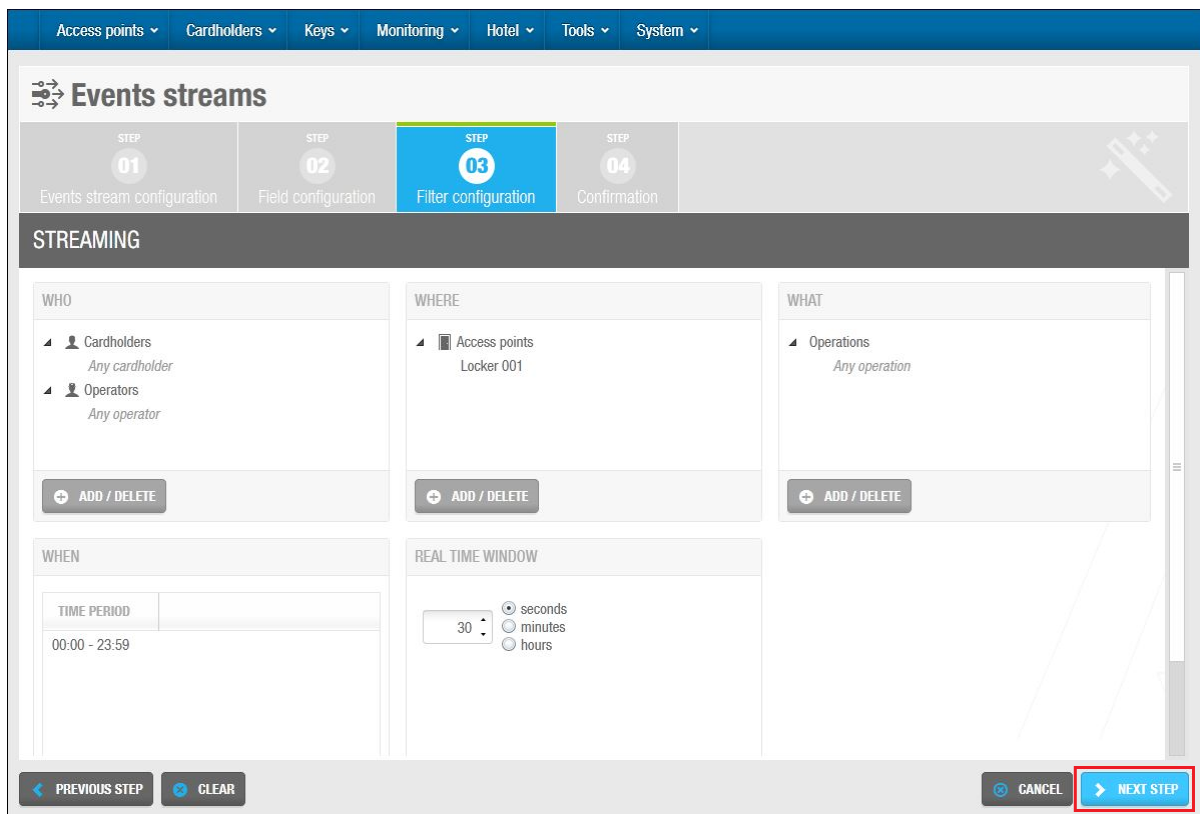 Access points Cardholders Keys Monitoring Hotel Tools System
Events streams
STEP 01 Events stream configuration
STEP 02 Field configuration
STEP 03 Filter configuration
STEP 04 Confirmation
STREAMING
WHO
Cardholders
Any cardholder
Operators
Any operator
ADD / DELETE
WHERE
Access points
Locker 001
ADD / DELETE
WHAT
Operations
Any operation
ADD / DELETE
WHEN
TIME PERIOD
00:00 - 23:59
REAL TIME WINDOW
30
seconds
minutes
hours
PREVIOUS STEP CLEAR CANCEL NEXT STEP